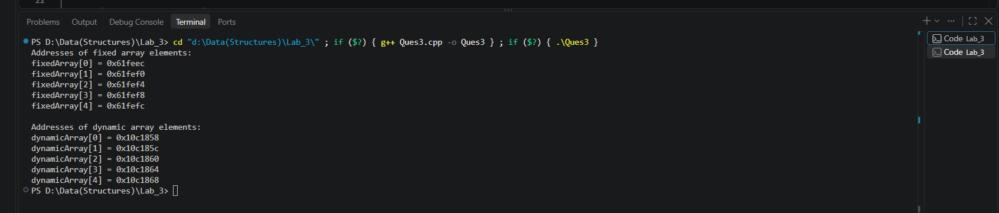 22
Problems Output Debug Console Terminal Ports
PS D:\Data(Structures)\Lab_3> cd "d:\Data(Structures)\Lab_3\" ; if ($?) { g++ Ques3.cpp -o Ques3 } ; if ($?) { .\Ques3 }
Addresses of fixed array elements:
fixedArray[0] = 0x61feec
fixedArray[1] = 0x61fef0
fixedArray[2] = 0x61fef4
fixedArray[3] = 0x61fef8
fixedArray[4] = 0x61fefc
Addresses of dynamic array elements:
dynamicArray[0] = 0x10c1858
dynamicArray[1] = 0x10c185c
dynamicArray[2] = 0x10c1860
dynamicArray[3] = 0x10c1864
dynamicArray[4] = 0x10c1868
PS D:\Data(Structures)\Lab_3>
Code Lab_3
Code Lab_3